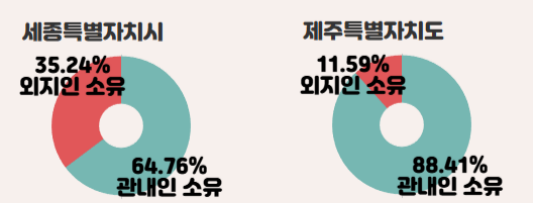 세종특별자치시
35.24%
외지인 소유
64.76%
관내인 소유
제주특별자치도
11.59%
외지인 소유
88.41%
관내인 소유